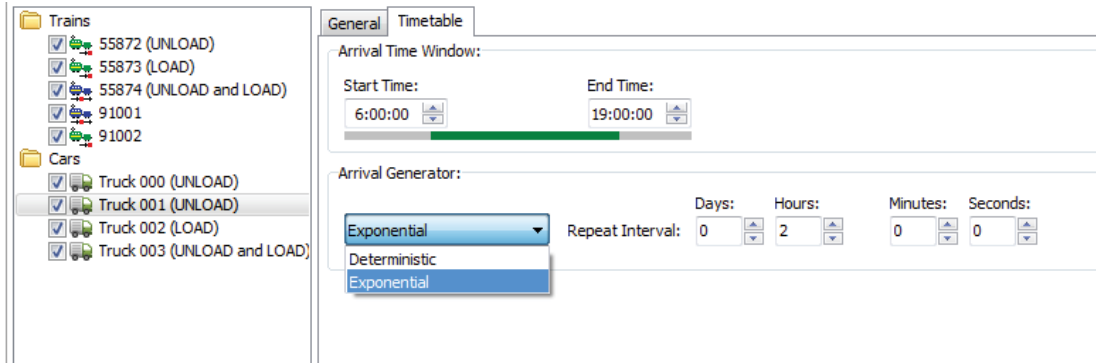 Trains
55872 (UNLOAD)
55873 (LOAD)
55874 (UNLOAD and LOAD)
91001
91002
Cars
Truck 000 (UNLOAD)
Truck 001 (UNLOAD)
Truck 002 (LOAD)
Truck 003 (UNLOAD and LOAD)
General Timetable
Arrival Time Window:
Start Time: End Time:
6:00:00 19:00:00
Arrival Generator:
Days: Hours: Minutes: Seconds:
Exponential Repeat Interval: 0 2 0 0
Deterministic
Exponential